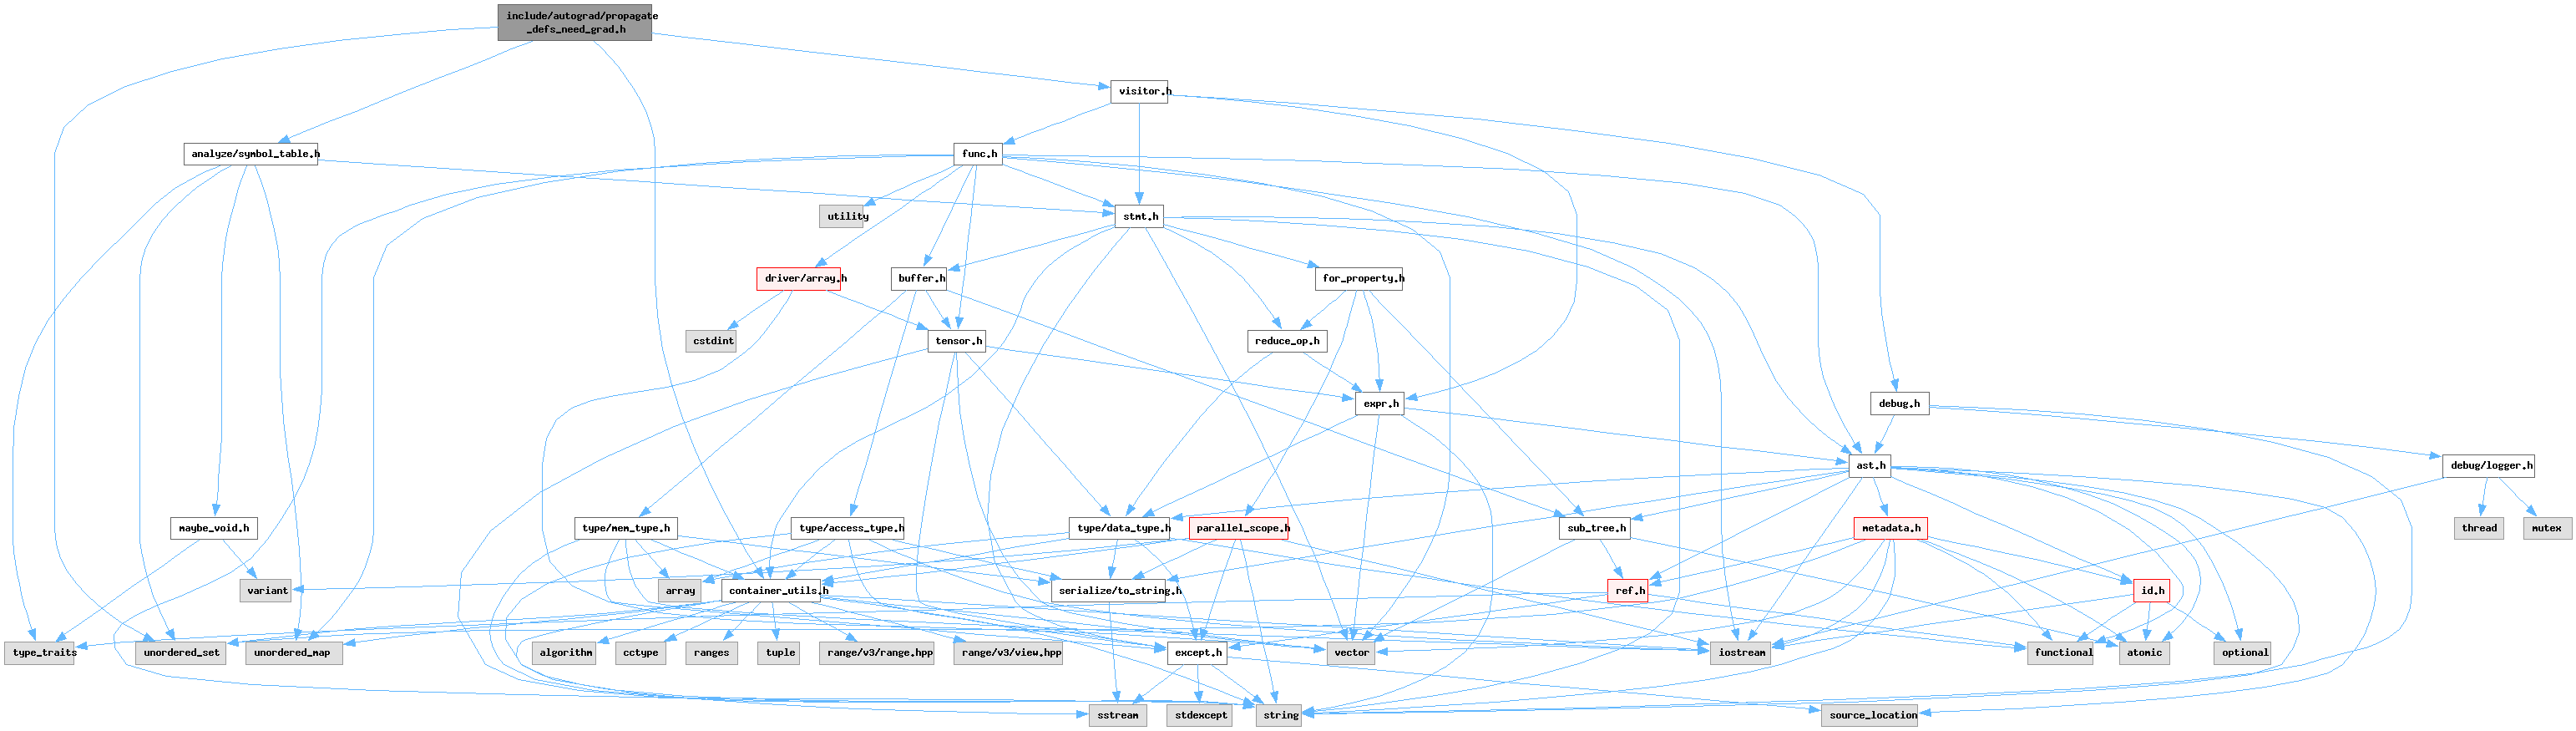 include/autograd/propagate
_defs_need_grad.h
visitor.h
analyze/symbol_table.h
func.h
utility
stmt.h
driver/array.h
buffer.h
for_property.h
cstdint
tensor.h
reduce_op.h
expr.h
debug.h
ast.h
debug/logger.h
maybe_void.h
type/mem_type.h
type/access_type.h
type/data_type.h
parallel_scope.h
sub_tree.h
metadata.h
thread
mutex
variant
array
container_utils.h
serialize/to_string.h
ref.h
id.h
type_traits
unordered_set
unordered_map
algorithm
cctype
ranges
tuple
range/v3/range.hpp
range/v3/view.hpp
except.h
vector
iostream
functional
atomic
optional
sstream
stdexcept
string
source_location